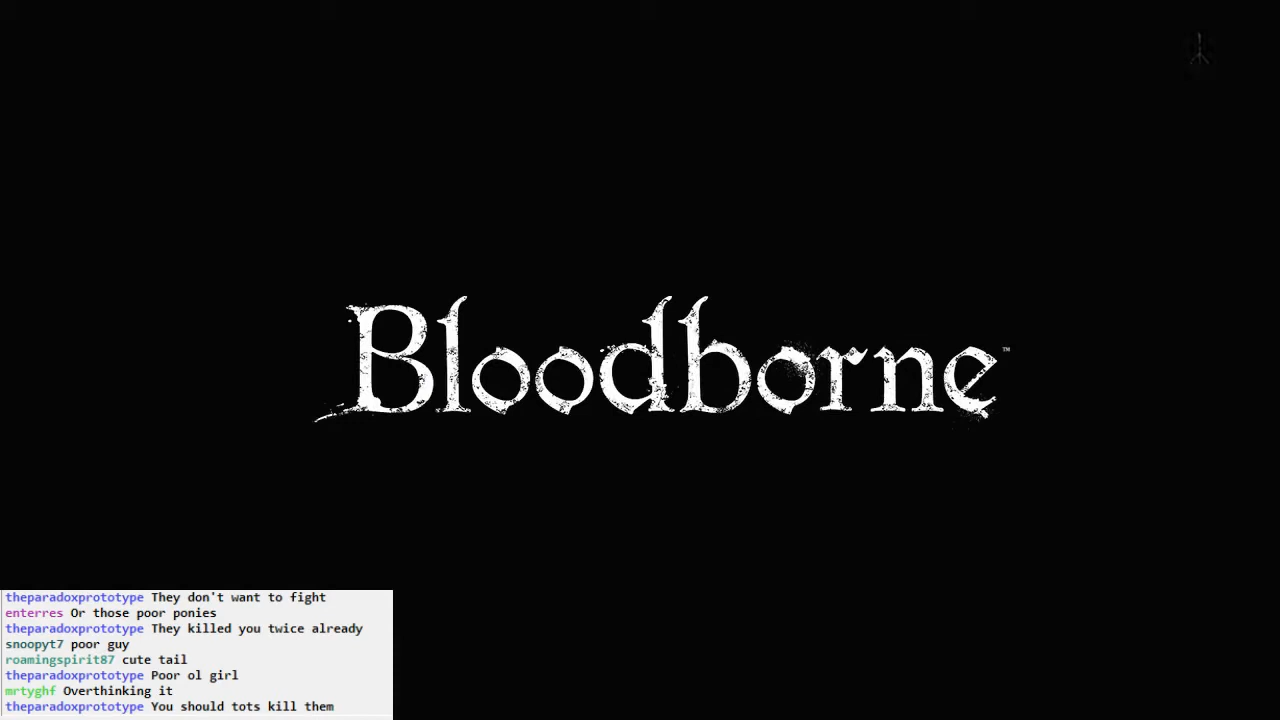 Bloodborne™
theparadoxprototype They don't want to fight
enterres Or those poor ponies
theparadoxprototype They killed you twice already
snoopyt7 poor guy
roamingspirit87 cute tail
theparadoxprototype Poor ol girl
mrtyghf Overthinking it
theparadoxprototype You should tots kill them